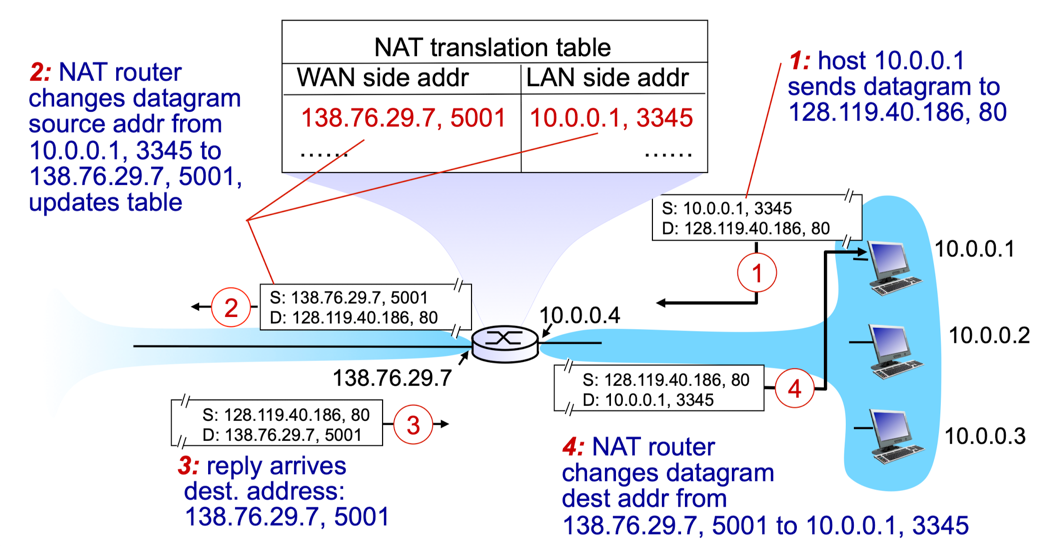 NAT translation table
WAN side addr LAN side addr
138.76.29.7, 5001 10.0.0.1, 3345
...... ......
2: NAT router
changes datagram
source addr from
10.0.0.1, 3345 to
138.76.29.7, 5001,
updates table
1: host 10.0.0.1
sends datagram to
128.119.40.186, 80
S: 10.0.0.1, 3345
D: 128.119.40.186, 80
1
10.0.0.1
S: 138.76.29.7, 5001
D: 128.119.40.186, 80
2
10.0.0.4
10.0.0.2
138.76.29.7
S: 128.119.40.186, 80
D: 10.0.0.1, 3345
4
S: 128.119.40.186, 80
D: 138.76.29.7, 5001
3
10.0.0.3
3: reply arrives
dest. address:
138.76.29.7, 5001
4: NAT router
changes datagram
dest addr from
138.76.29.7, 5001 to 10.0.0.1, 3345